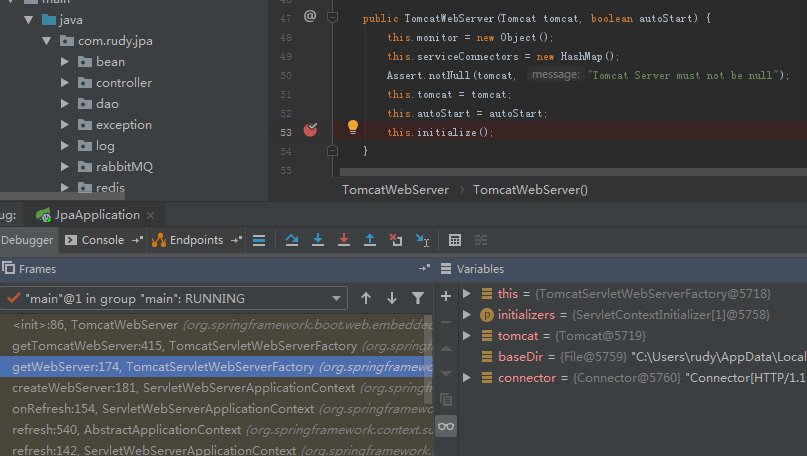 main
java
com.rudy.jpa
bean
controller
dao
exception
log
rabbitMQ
redis
47 @ public TomcatWebServer(Tomcat tomcat, boolean autoStart) {
48 this.monitor = new Object();
49 this.serviceConnectors = new HashMap();
50 Assert.notNull(tomcat, message: "Tomcat Server must not be null");
51 this.tomcat = tomcat;
52 this.autoStart = autoStart;
53 this.initialize();
54 }
55
TomcatWebServer › TomcatWebServer()
ug: JpaApplication ×
Debugger Console Endpoints
Frames
"main"@1 in group "main": RUNNING
<init>:86, TomcatWebServer (org.springframework.boot.web.embedded
getTomcatWebServer:415, TomcatServletWebServerFactory (org.spring
getWebServer:174, TomcatServletWebServerFactory (org.springframew
createWebServer:181, ServletWebServerApplicationContext (org.sprin
onRefresh:154, ServletWebServerApplicationContext (org.springframew
refresh:540, AbstractApplicationContext (org.springframework.context.su
refresh:142, ServletWebServerApplicationContext (org.springframewo
Variables
this = {TomcatServletWebServerFactory@5718}
initializers = {ServletContextInitializer[1]@5758}
tomcat = {Tomcat@5719}
baseDir = {File@5759} "C:\Users\rudy\AppData\Local
connector = {Connector@5760} "Connector[HTTP/1.1